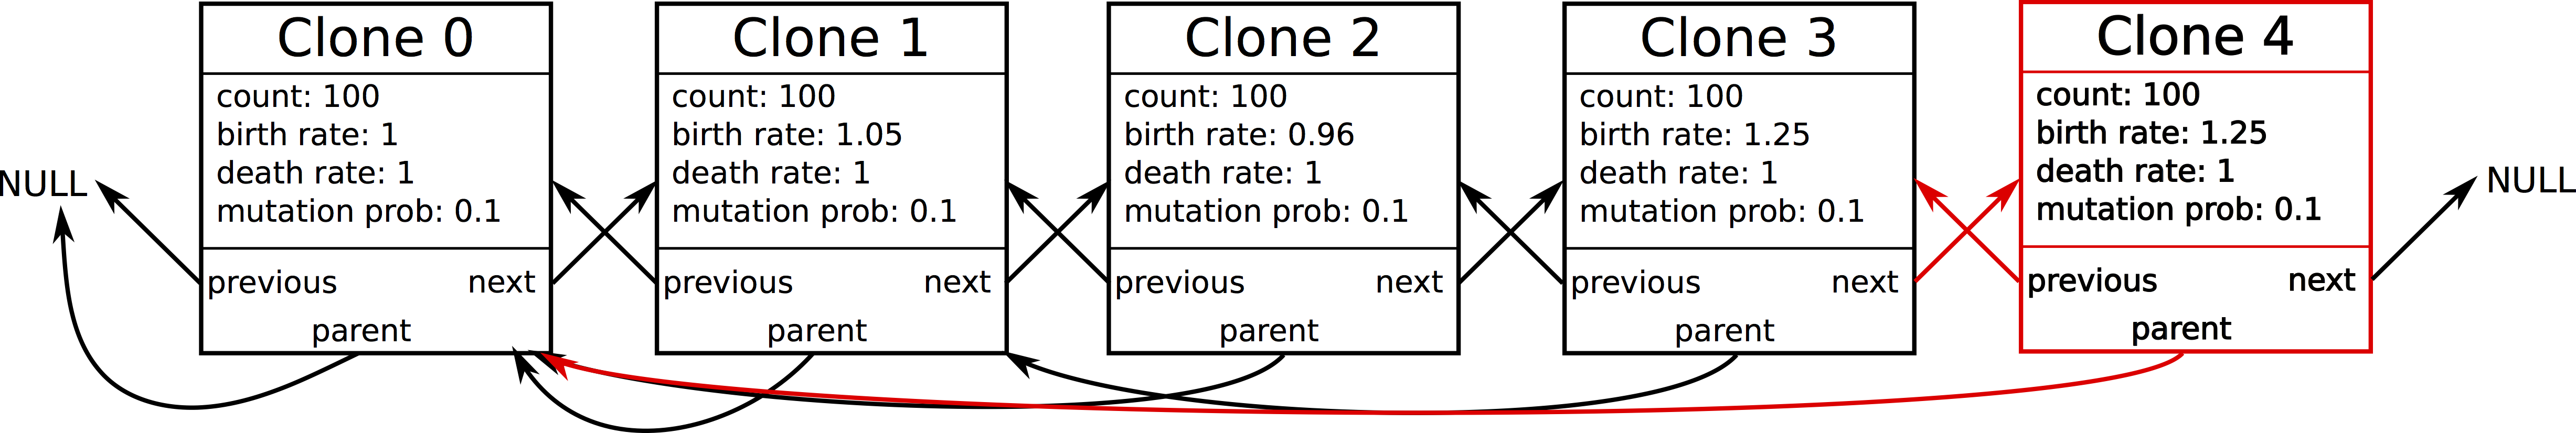 NULL
Clone 0
count: 100
birth rate: 1
death rate: 1
mutation prob: 0.1
previous next
parent
Clone 1
count: 100
birth rate: 1.05
death rate: 1
mutation prob: 0.1
previous next
parent
Clone 2
count: 100
birth rate: 0.96
death rate: 1
mutation prob: 0.1
previous next
parent
Clone 3
count: 100
birth rate: 1.25
death rate: 1
mutation prob: 0.1
previous next
parent
Clone 4
count: 100
birth rate: 1.25
death rate: 1
mutation prob: 0.1
previous next
parent
NULL